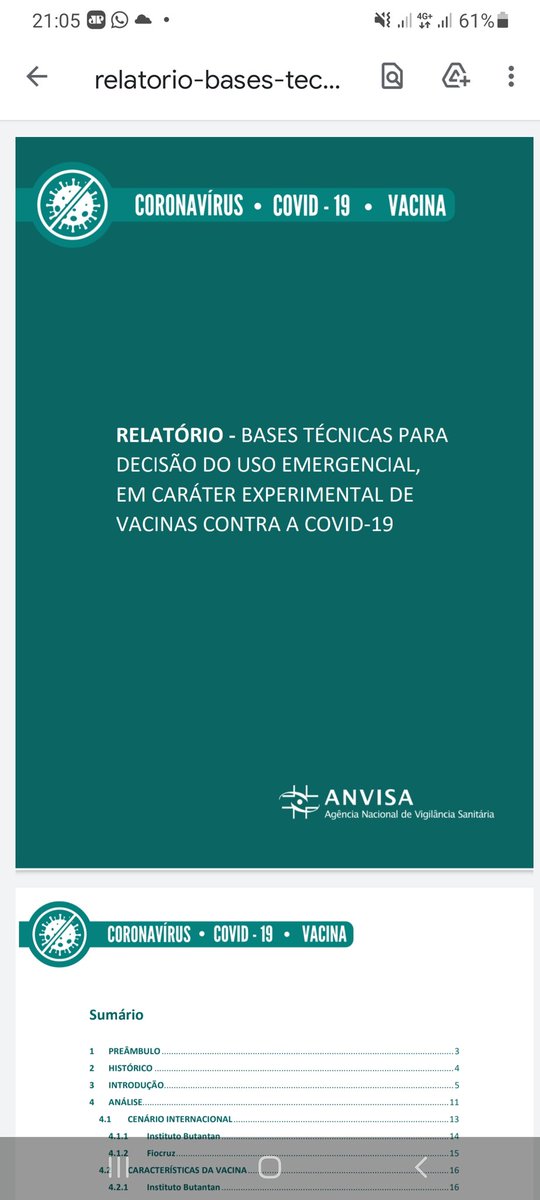 21:05 4G+ 61%
relatorio-bases-tec...
CORONAVÍRUS • COVID - 19 • VACINA
RELATÓRIO - BASES TÉCNICAS PARA
DECISÃO DO USO EMERGENCIAL,
EM CARÁTER EXPERIMENTAL DE
VACINAS CONTRA A COVID-19
ANVISA
Agência Nacional de Vigilância Sanitária
CORONAVÍRUS • COVID - 19 • VACINA
Sumário
1 PREÂMBULO 3
2 HISTÓRICO 4
3 INTRODUÇÃO 5
4 ANÁLISE 11
4.1 CENÁRIO INTERNACIONAL 13
4.1.1 Instituto Butantan 14
4.1.2 Fiocruz 15
4.2 CARACTERÍSTICAS DA VACINA 16
4.2.1 Instituto Butantan 16